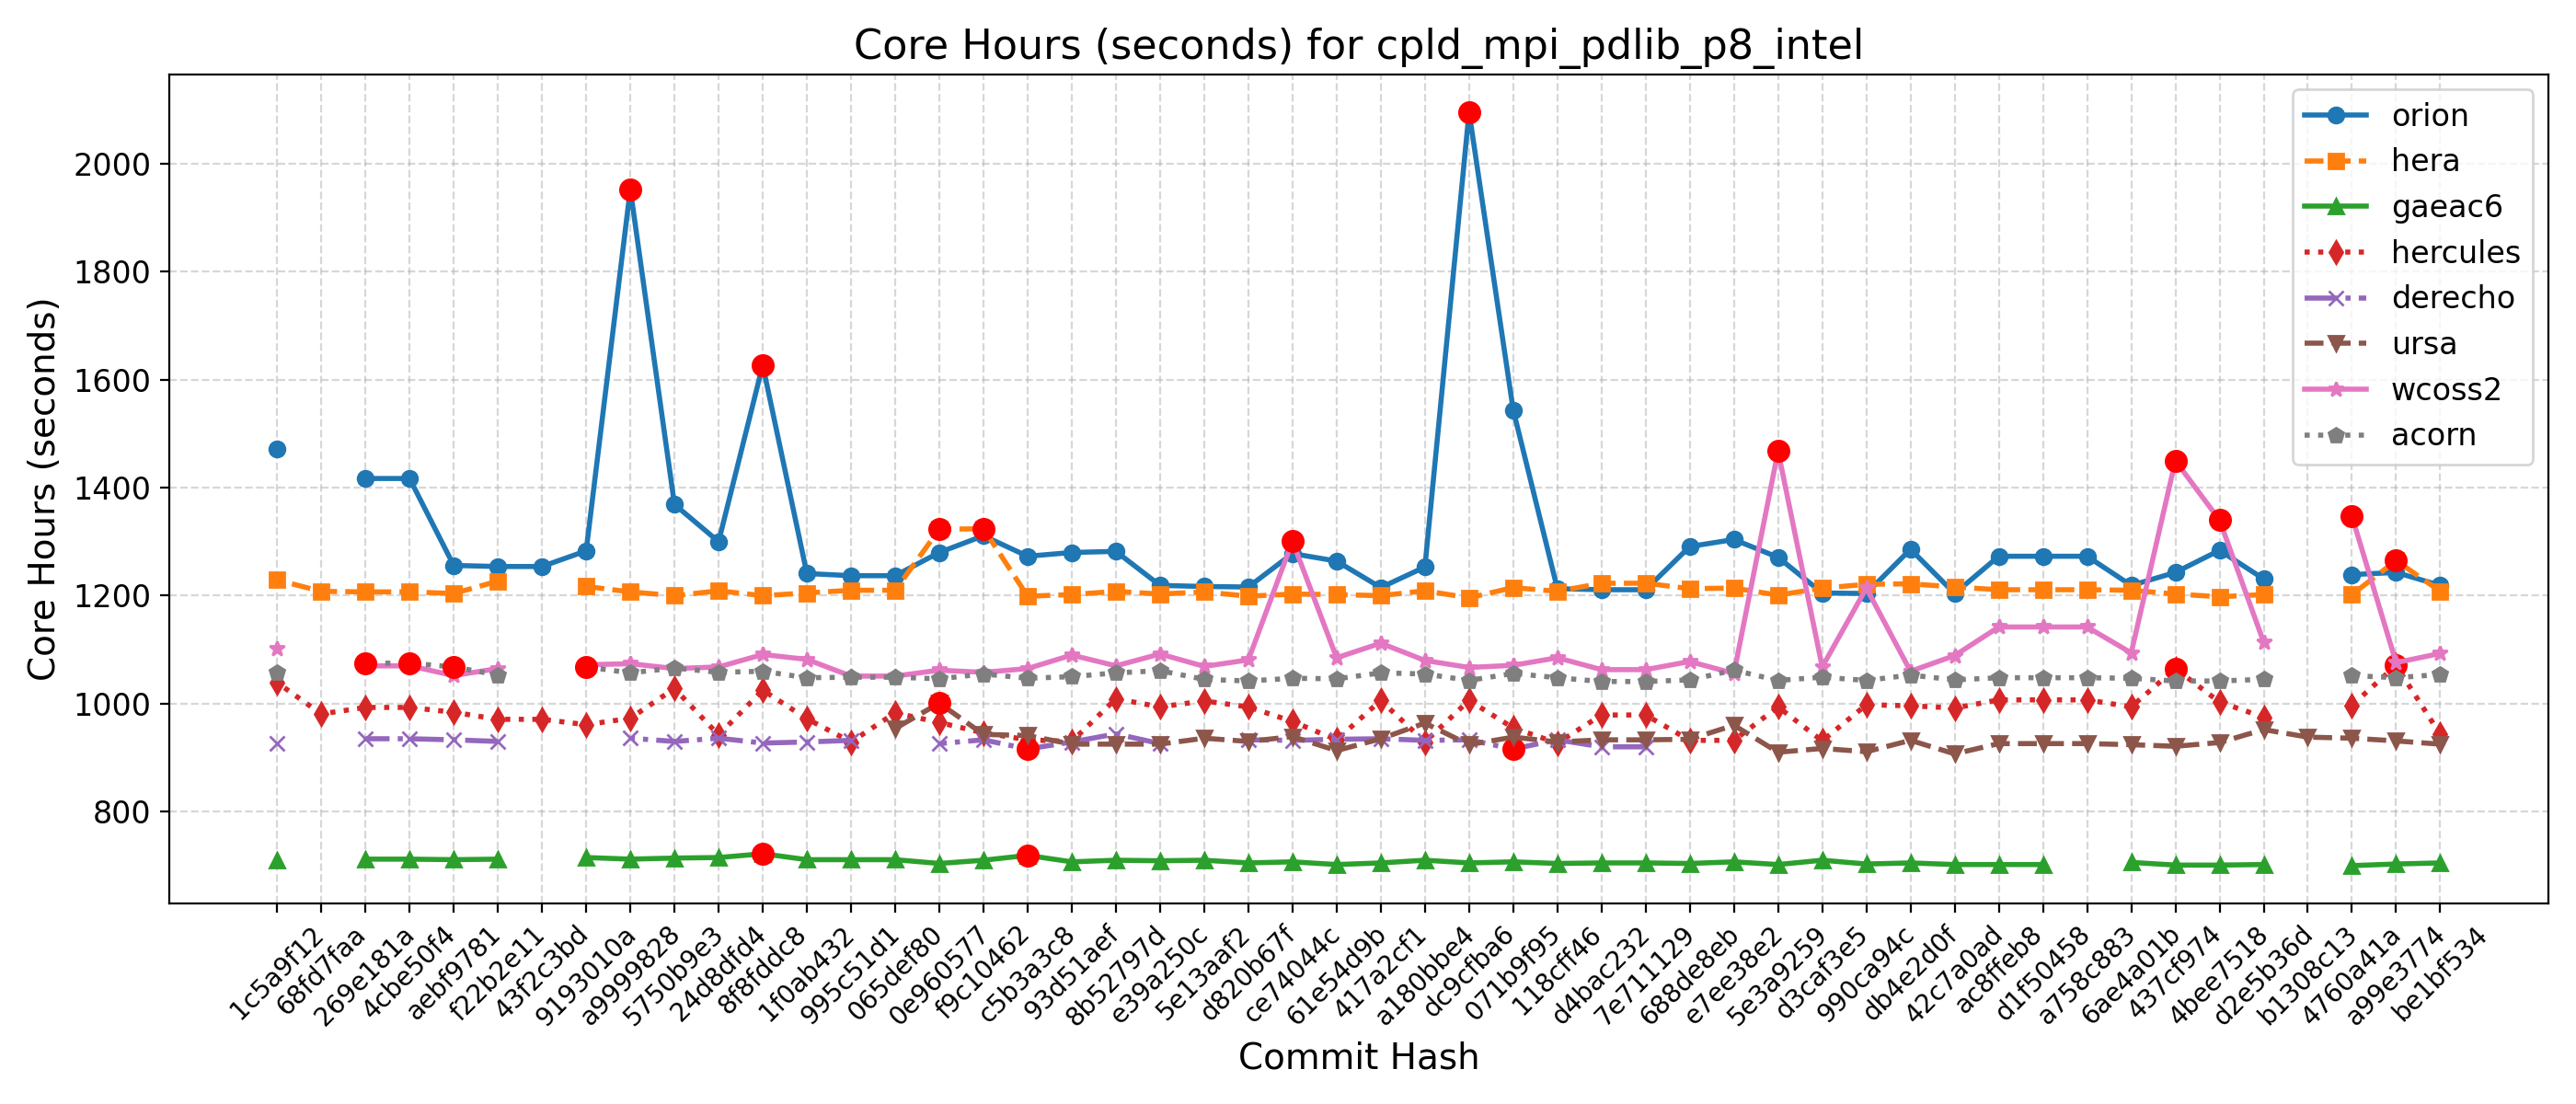 Core Hours (seconds) for cpld_mpi_pdlib_p8_intel
Core Hours (seconds)
2000
1800
1600
1400
1200
1000
800
orion
hera
gaeac6
hercules
derecho
ursa
wcoss2
acorn
1c5a9f12
68fd7faa
269e181a
4cbe50f4
aebf9781
f22b2e11
43f2c3bd
9193010a
a9999828
5750b9e3
24d8dfd4
8f8fddc8
1f0ab432
995c51d1
065def80
0e960577
f9c10462
c5b3a3c8
93d51aef
8b52797d
e39a250c
5e13aaf2
d820b67f
ce74044c
61e54d9b
417a2cf1
a180bbe4
dc9cfba6
071b9f95
118cff46
d4bac232
7e711129
688de8eb
e7ee38e2
5e3a9259
d3caf3e5
990ca94c
db4e2d0f
42c7a0ad
ac8ffeb8
d1f50458
a758c883
6ae4a01b
437cf974
4bee7518
d2e5b36d
b1308c13
4760a41a
a99e3774
be1bf534
Commit Hash